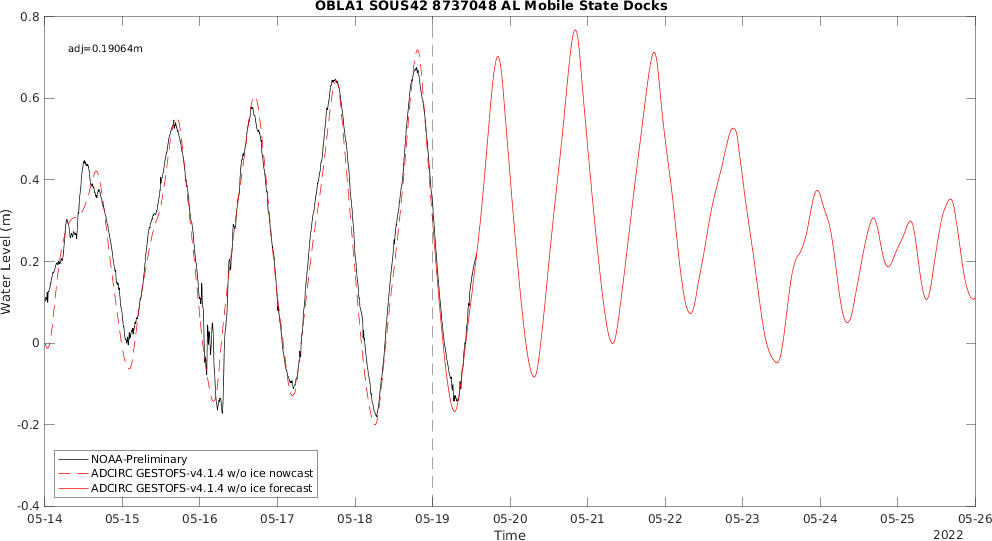 OBLA1 SOUS42 8737048 AL Mobile State Docks
adj=0.19064m
0.8
0.6
0.4
0.2
0
-0.2
-0.4
Water Level (m)
NOAA-Preliminary
ADCIRC GESTOFS-v4.1.4 w/o ice nowcast
ADCIRC GESTOFS-v4.1.4 w/o ice forecast
05-14 05-15 05-16 05-17 05-18 05-19 05-20 05-21 05-22 05-23 05-24 05-25 05-26
Time
2022